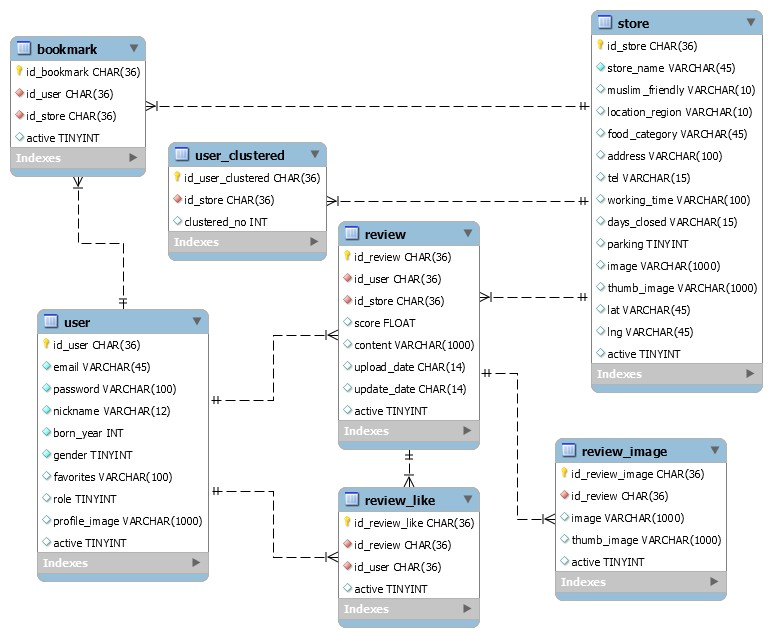 bookmark
id_bookmark CHAR(36)
id_user CHAR(36)
id_store CHAR(36)
active TINYINT
Indexes
store
id_store CHAR(36)
store_name VARCHAR(45)
muslim_friendly VARCHAR(10)
location_region VARCHAR(10)
food_category VARCHAR(45)
address VARCHAR(100)
tel VARCHAR(15)
working_time VARCHAR(100)
days_closed VARCHAR(15)
parking TINYINT
image VARCHAR(1000)
thumb_image VARCHAR(1000)
lat VARCHAR(45)
lng VARCHAR(45)
active TINYINT
Indexes
user_clustered
id_user_clustered CHAR(36)
id_store CHAR(36)
clustered_no INT
Indexes
review
id_review CHAR(36)
id_user CHAR(36)
id_store CHAR(36)
score FLOAT
content VARCHAR(1000)
upload_date CHAR(14)
update_date CHAR(14)
active TINYINT
Indexes
user
id_user CHAR(36)
email VARCHAR(45)
password VARCHAR(100)
nickname VARCHAR(12)
born_year INT
gender TINYINT
favorites VARCHAR(100)
role TINYINT
profile_image VARCHAR(1000)
active TINYINT
Indexes
review_like
id_review_like CHAR(36)
id_review CHAR(36)
id_user CHAR(36)
active TINYINT
Indexes
review_image
id_review_image CHAR(36)
id_review CHAR(36)
image VARCHAR(1000)
thumb_image VARCHAR(1000)
active TINYINT
Indexes